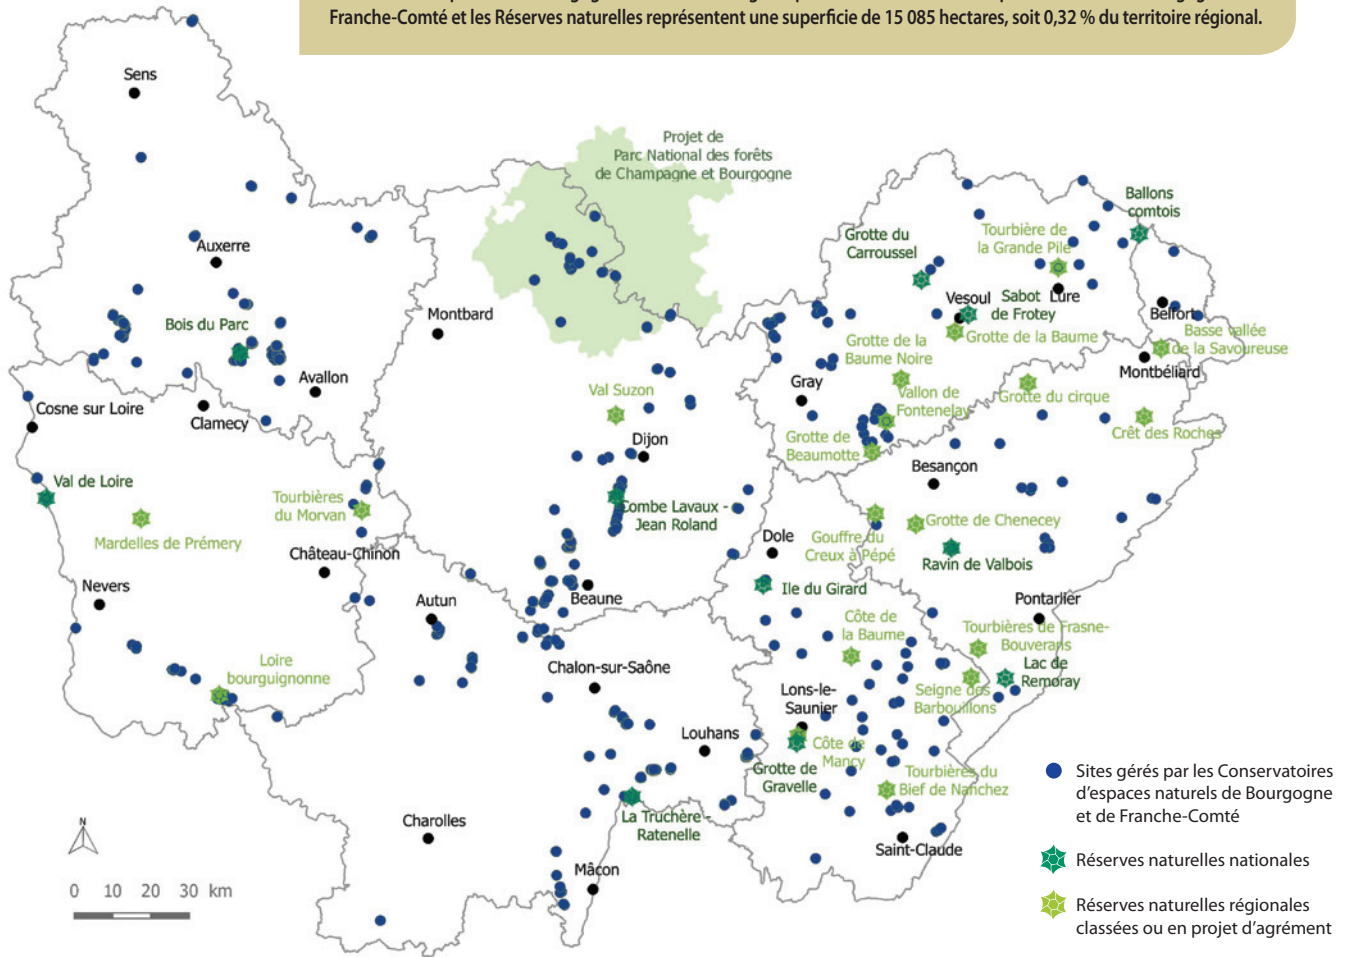 Franche-Comté et les Réserves naturelles représentent une superficie de 15 085 hectares, soit 0,32 % du territoire régional.
Sens
Projet de
Parc National des forêts
de Champagne et Bourgogne
Ballons
comtois
Auxerre
Grotte du
Carroussel
Tourbière de
la Grande Pile
Bois du Parc
Montbard
Vesoul
Sabot
de Frotey
Lure
Belfort
Grotte de la Baume
Basse vallée
de la Savoureuse
Grotte de la
Baume Noire
Montbéliard
Avallon
Val Suzon
Gray
Vallon de
Fontenelay
Grotte du cirque
Cosne sur Loire
Clamecy
Crêt des Roches
Dijon
Grotte de
Beaumotte
Besançon
Val de Loire
Tourbières
du Morvan
Combe Lavaux -
Jean Roland
Mardelles de Prémery
Château-Chinon
Dole
Gouffre du
Creux à Pépé
Grotte de Chenecey
Ravin de Valbois
Nevers
Autun
Beaune
Ile du Girard
Pontarlier
Côte de
la Baume
Tourbières de Frasne-
Bouverans
Loire
bourguignonne
Chalon-sur-Saône
Lac de
Remoray
Lons-le-
Saunier
Seigne des
Barbouillons
Louhans
Côte de
Mancy
Grotte de
Gravelle
Tourbières du
Bief de Nanchez
La Truchère -
Ratenelle
Charolles
Saint-Claude
Mâcon
N
0 10 20 30 km
Sites gérés par les Conservatoires
d'espaces naturels de Bourgogne
et de Franche-Comté
Réserves naturelles nationales
Réserves naturelles régionales
classées ou en projet d'agrément